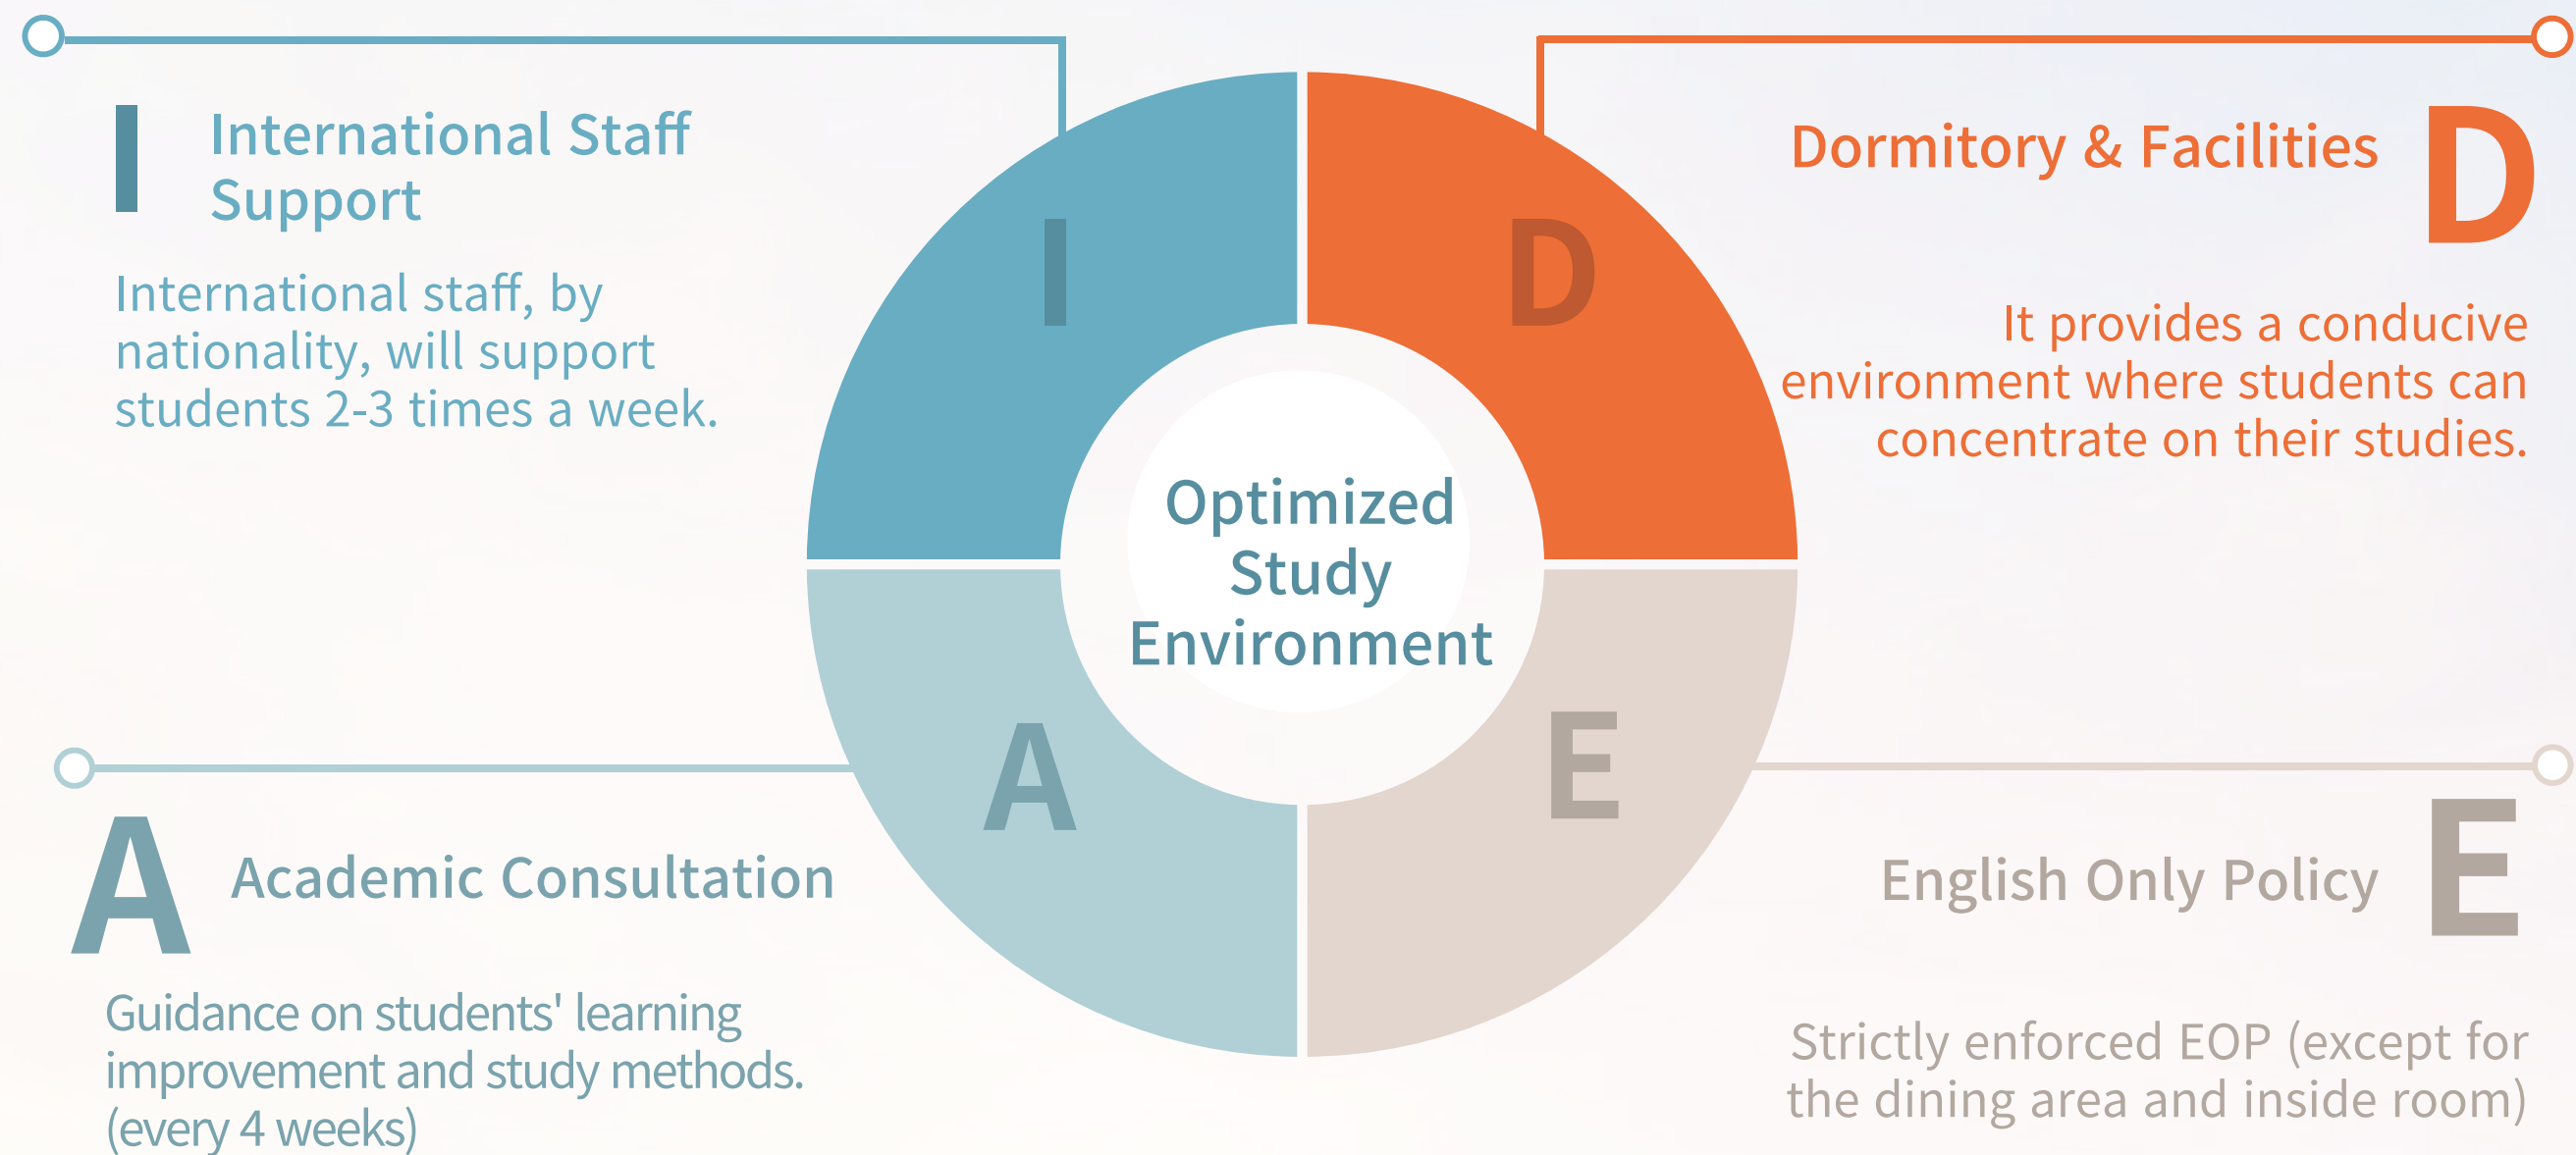 I
International Staff
Support
International staff, by
nationality, will support
students 2-3 times a week.
D
Dormitory & Facilities
It provides a conducive
environment where students can
concentrate on their studies.
I
D
Optimized
Study
Environment
A
E
A
Academic Consultation
Guidance on students' learning
improvement and study methods.
(every 4 weeks)
English Only Policy
E
Strictly enforced EOP (except for
the dining area and inside room)